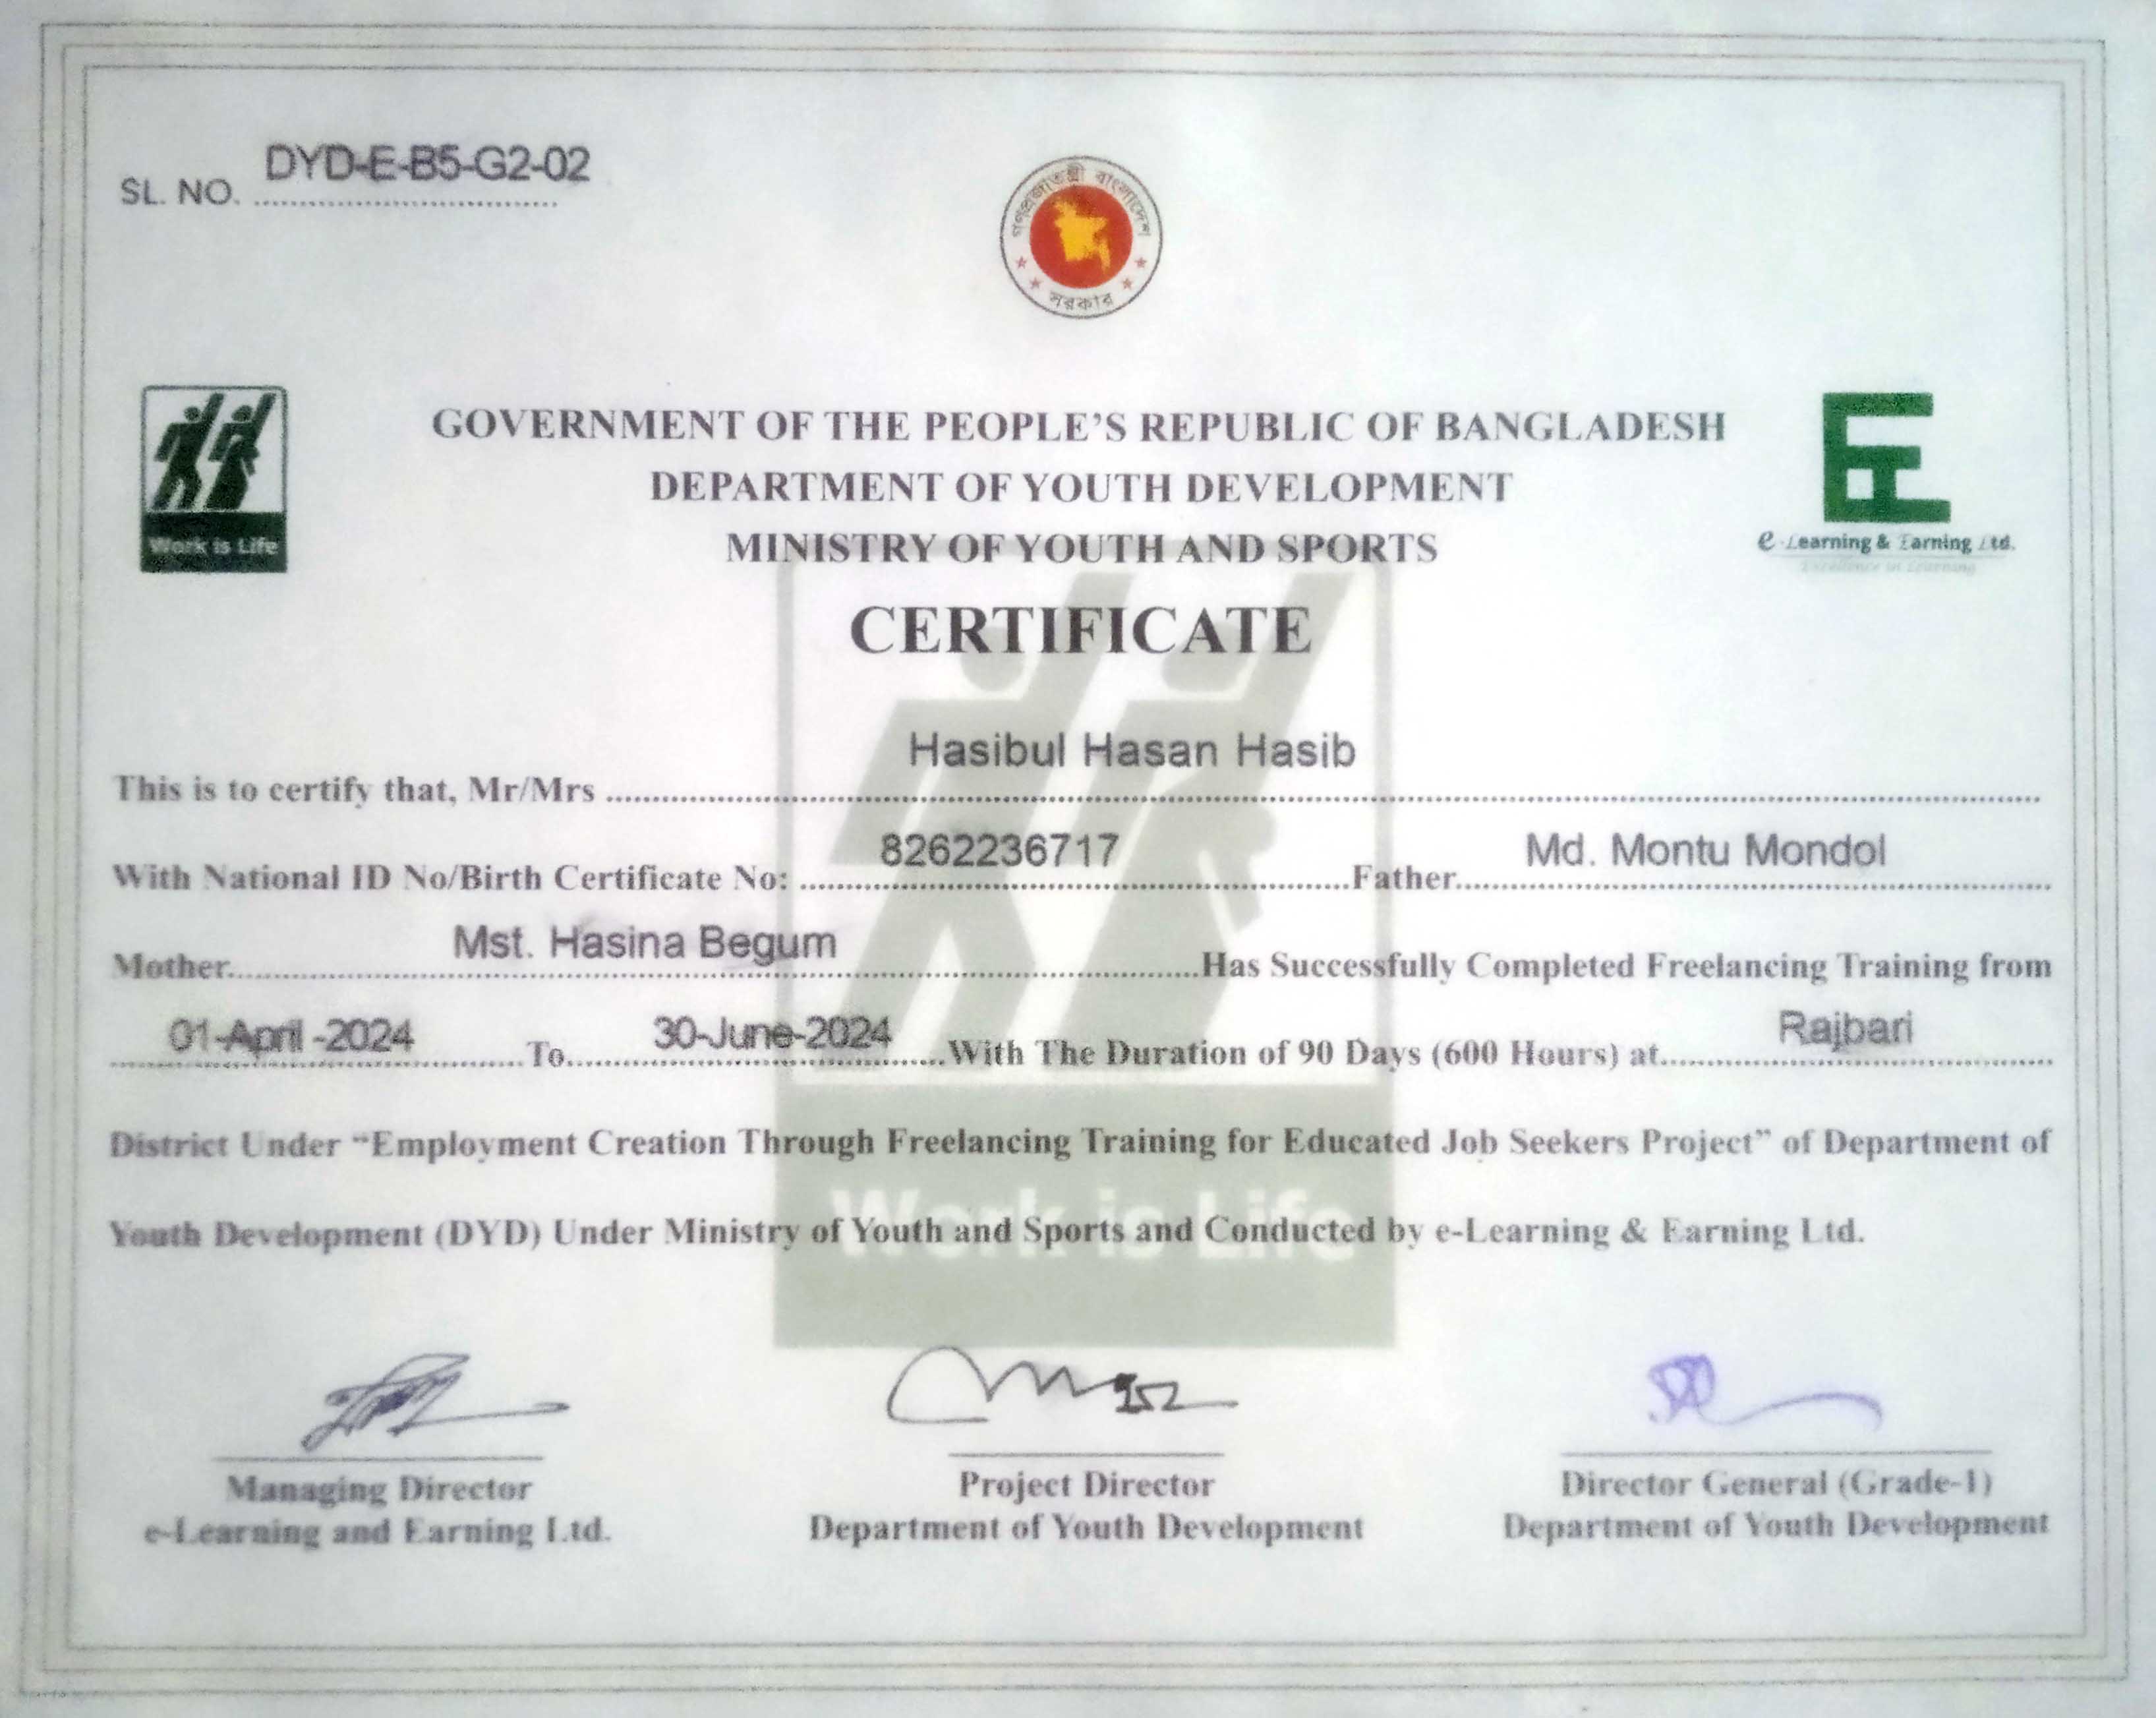 DYD-E-B5-G2-02
SL. NO.
গণপ্রজাতন্ত্রী বাংলাদেশ
সরকার
Work is Life
GOVERNMENT OF THE PEOPLE'S REPUBLIC OF BANGLADESH
DEPARTMENT OF YOUTH DEVELOPMENT
MINISTRY OF YOUTH AND SPORTS
e-Learning & Earning Ltd.
Excellence in Learning
CERTIFICATE
This is to certify that, Mr/Mrs Hasibul Hasan Hasib
With National ID No/Birth Certificate No: 8262236717 Father Md. Montu Mondol
Mother Mst. Hasina Begum Has Successfully Completed Freelancing Training from
01-April -2024 To 30-June-2024 With The Duration of 90 Days (600 Hours) at Rajbari
District Under “Employment Creation Through Freelancing Training for Educated Job Seekers Project” of Department of
Work is Life
Youth Development (DYD) Under Ministry of Youth and Sports and Conducted by e-Learning & Earning Ltd.
Managing Director
e-Learning and Earning Ltd.
Project Director
Department of Youth Development
Director General (Grade-1)
Department of Youth Development